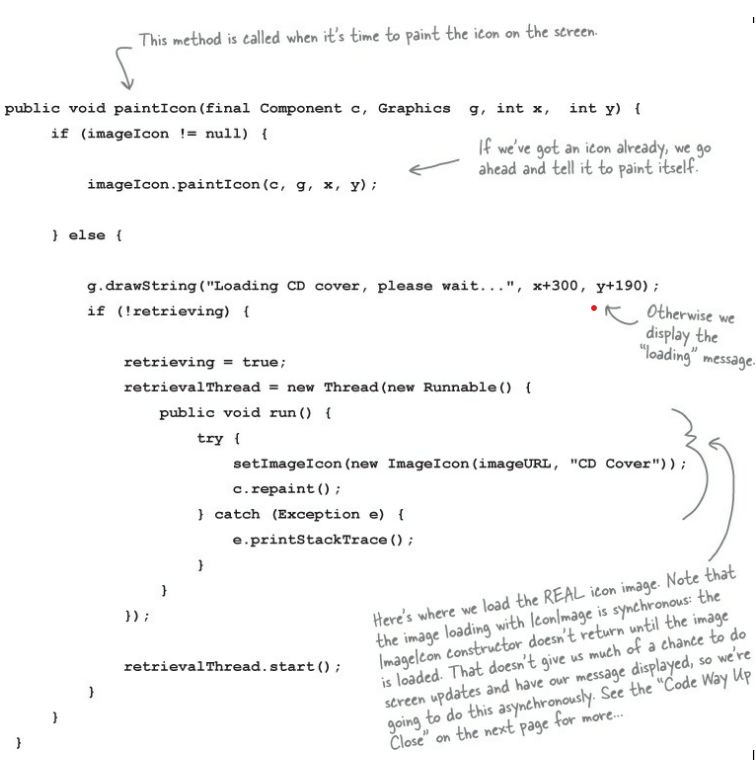 This method is called when it's time to paint the icon on the screen.
public void paintIcon(final Component c, Graphics  g, int x,  int y) {
if (imageIcon != null) {
If we've got an icon already, we go
ahead and tell it to paint itself.
imageIcon.paintIcon(c, g, x, y);
} else {
g.drawString("Loading CD cover, please wait...", x+300, y+190);
if (!retrieving) {
Otherwise we
display the
"loading" message.
retrieving = true;
retrievalThread = new Thread(new Runnable() {
public void run() {
try {
setImageIcon(new ImageIcon(imageURL, "CD Cover"));
c.repaint();
} catch (Exception e) {
e.printStackTrace();
}
}
});
Here's where we load the REAL icon image. Note that
the image loading with IconImage is synchronous: the
ImageIcon constructor doesn't return until the image
is loaded. That doesn't give us much of a chance to do
screen updates and have our message displayed, so we're
going to do this asynchronously. See the "Code Way Up
Close" on the next page for more...
retrievalThread.start();
}
}
}